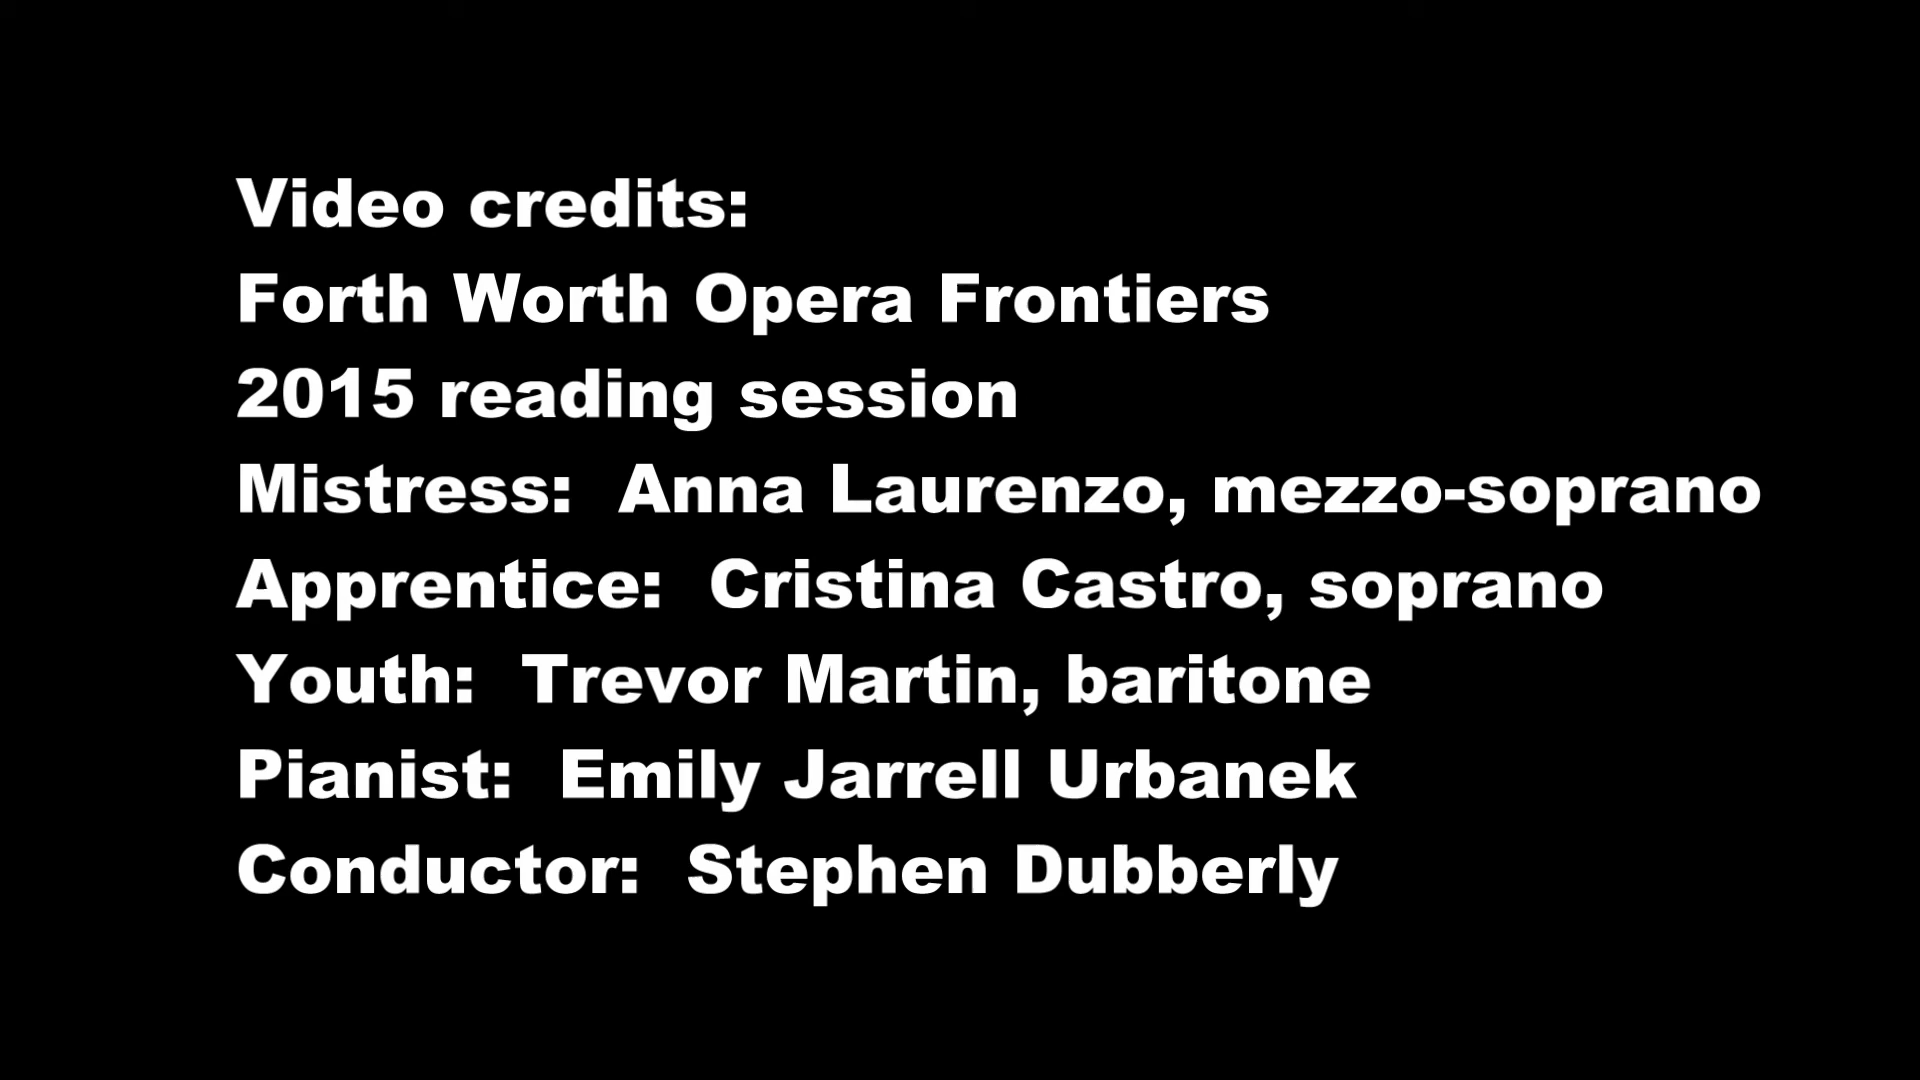 Video credits:
Forth Worth Opera Frontiers
2015 reading session
Mistress:  Anna Laurenzo, mezzo-soprano
Apprentice:  Cristina Castro, soprano
Youth:  Trevor Martin, baritone
Pianist:  Emily Jarrell Urbanek
Conductor:  Stephen Dubberly